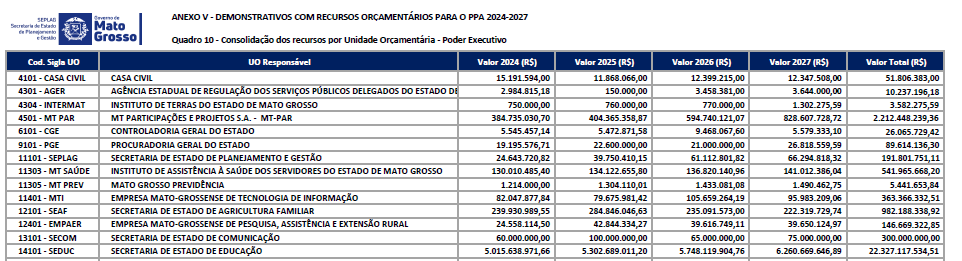 SEPLAG
Secretaria de Estado
de Planejamento
e Gestão
Governo de
Mato
Grosso
ANEXO V - DEMONSTRATIVOS COM RECURSOS ORÇAMENTÁRIOS PARA O PPA 2024-2027
Quadro 10 - Consolidação dos recursos por Unidade Orçamentária - Poder Executivo
Cod. Sigla UO UO Responsável Valor 2024 (R$) Valor 2025 (R$) Valor 2026 (R$) Valor 2027 (R$) Valor Total (R$)
4101 - CASA CIVIL CASA CIVIL 15.191.594,00 11.868.066,00 12.399.215,00 12.347.508,00 51.806.383,00
4301 - AGER AGÊNCIA ESTADUAL DE REGULAÇÃO DOS SERVIÇOS PÚBLICOS DELEGADOS DO ESTADO DE 2.984.815,18 150.000,00 3.458.381,00 3.644.000,00 10.237.196,18
4304 - INTERMAT INSTITUTO DE TERRAS DO ESTADO DE MATO GROSSO 750.000,00 760.000,00 770.000,00 1.302.275,59 3.582.275,59
4501 - MT PAR MT PARTICIPAÇÕES E PROJETOS S.A. - MT-PAR 384.735.030,70 404.365.358,87 594.740.121,07 828.607.728,72 2.212.448.239,36
6101 - CGE CONTROLADORIA GERAL DO ESTADO 5.545.457,14 5.472.871,58 9.468.067,60 5.579.333,10 26.065.729,42
9101 - PGE PROCURADORIA GERAL DO ESTADO 19.195.576,71 22.600.000,00 21.000.000,00 26.818.559,59 89.614.136,30
11101 - SEPLAG SECRETARIA DE ESTADO DE PLANEJAMENTO E GESTÃO 24.643.720,82 39.750.410,15 61.112.801,82 66.294.818,32 191.801.751,11
11303 - MT SAÚDE INSTITUTO DE ASSISTÊNCIA À SAÚDE DOS SERVIDORES DO ESTADO DE MATO GROSSO 130.010.485,40 134.122.655,80 136.820.140,96 141.012.386,04 541.965.668,20
11305 - MT PREV MATO GROSSO PREVIDÊNCIA 1.214.000,00 1.304.110,01 1.433.081,08 1.490.462,75 5.441.653,84
11401 - MTI EMPRESA MATO-GROSSENSE DE TECNOLOGIA DE INFORMAÇÃO 82.047.877,84 79.675.981,42 105.659.264,19 95.983.209,06 363.366.332,51
12101 - SEAF SECRETARIA DE ESTADO DE AGRICULTURA FAMILIAR 239.930.989,55 284.846.046,63 235.091.573,00 222.319.729,74 982.188.338,92
12401 - EMPAER EMPRESA MATO-GROSSENSE DE PESQUISA, ASSISTÊNCIA E EXTENSÃO RURAL 24.558.114,50 42.844.334,27 39.616.749,11 39.650.124,97 146.669.322,85
13101 - SECOM SECRETARIA DE ESTADO DE COMUNICAÇÃO 60.000.000,00 100.000.000,00 65.000.000,00 75.000.000,00 300.000.000,00
14101 - SEDUC SECRETARIA DE ESTADO DE EDUCAÇÃO 5.015.638.971,66 5.302.689.011,20 5.748.119.904,76 6.260.669.646,89 22.327.117.534,51